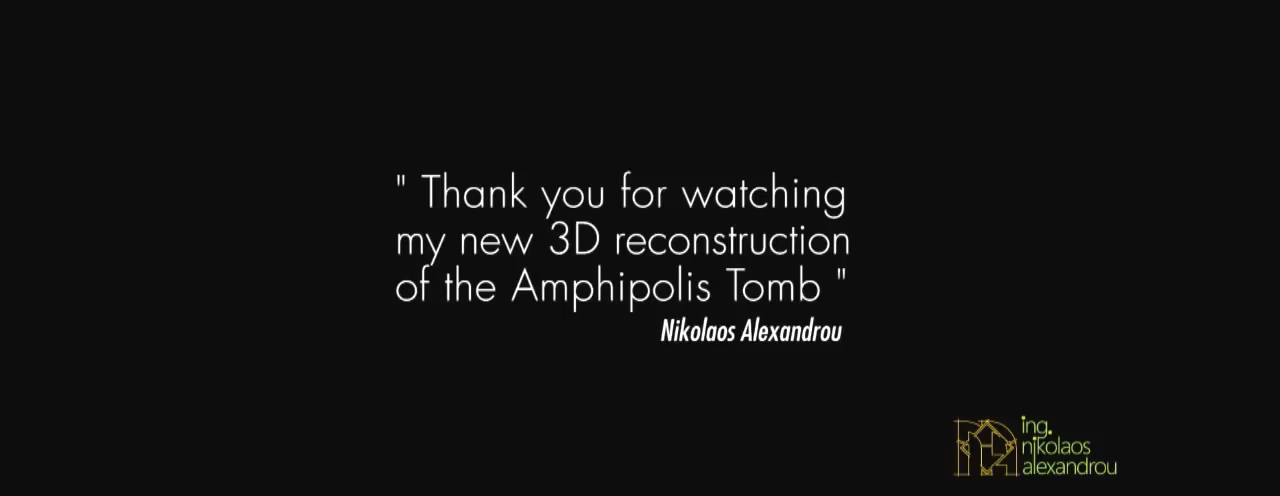 " Thank you for watching
my new 3D reconstruction
of the Amphipolis Tomb "
Nikolaos Alexandrou
ing.
nikolaos
alexandrou